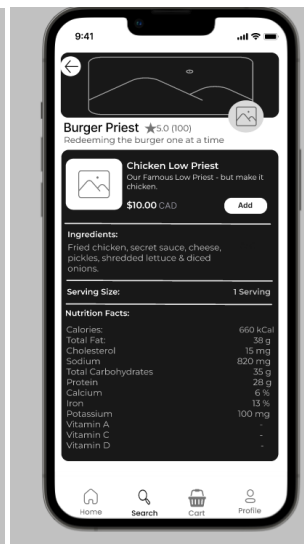 9:41
Burger Priest ★5.0 (100)
Redeeming the burger one at a time
Chicken Low Priest
Our Famous Low Priest - but make it
chicken.
$10.00 CAD Add
Ingredients:
Fried chicken, secret sauce, cheese,
pickles, shredded lettuce & diced
onions.
Serving Size: 1 Serving
Nutrition Facts:
Calories: 660 kCal
Total Fat: 38 g
Cholesterol 15 mg
Sodium 820 mg
Total Carbohydrates 35 g
Protein 28 g
Calcium 6 %
Iron 13 %
Potassium 100 mg
Vitamin A -
Vitamin C -
Vitamin D -
Home Search Cart Profile